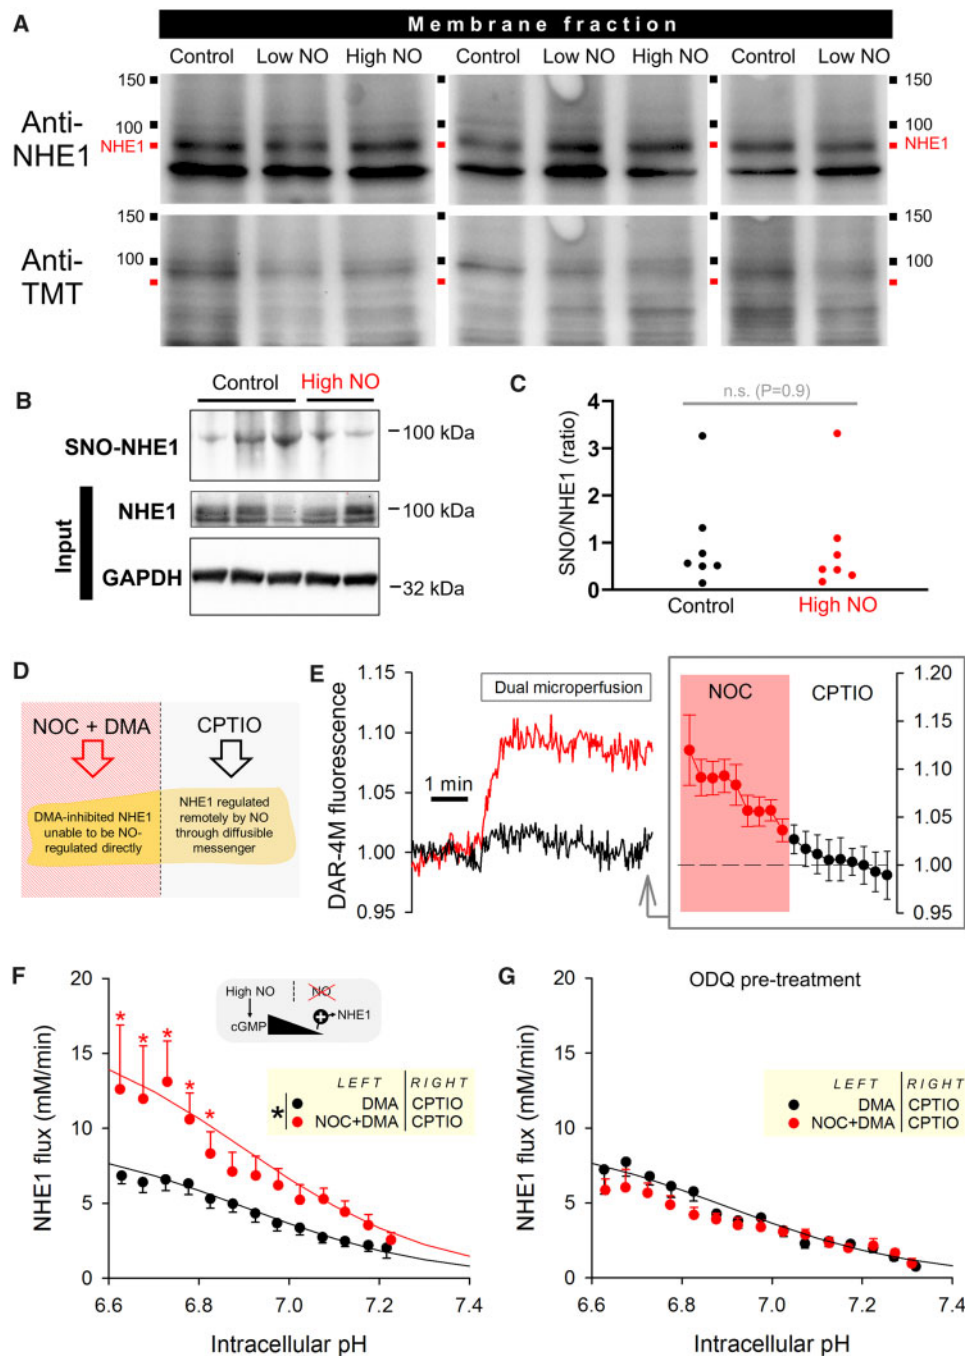 A
Membrane fraction
Control Low NO High NO Control Low NO High NO Control Low NO
Anti-NHE1
150
100
NHE1
150
100
NHE1
Anti-TMT
150
100
150
100
B
Control High NO
SNO-NHE1
100 kDa
Input
NHE1
100 kDa
GAPDH
32 kDa
C
n.s. (P=0.9)
SNO/NHE1 (ratio)
4
3
2
1
0
Control High NO
D
NOC + DMA
CPTIO
DMA-inhibited NHE1
unable to be NO-
regulated directly
NHE1 regulated
remotely by NO
through diffusible
messenger
E
DAR-4M fluorescence
1.15
1.10
1.05
1.00
0.95
Dual microperfusion
1 min
NOC
CPTIO
1.20
1.15
1.10
1.05
1.00
0.95
F
NHE1 flux (mM/min)
20
15
10
5
0
High NO
NO
cGMP
+
NHE1
LEFT RIGHT
DMA CPTIO
NOC+DMA CPTIO
*
* * * * *
6.6 6.8 7.0 7.2 7.4
Intracellular pH
G
ODQ pre-treatment
NHE1 flux (mM/min)
20
15
10
5
0
LEFT RIGHT
DMA CPTIO
NOC+DMA CPTIO
6.6 6.8 7.0 7.2 7.4
Intracellular pH